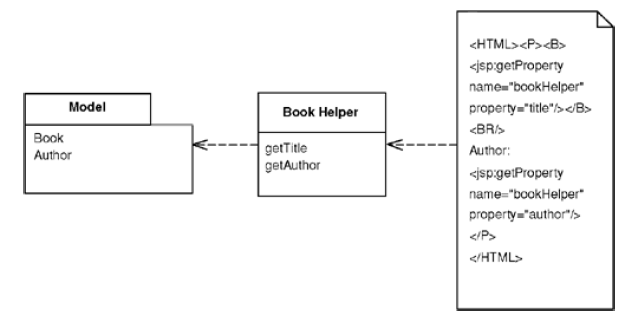 Model
Book
Author
Book Helper
getTitle
getAuthor
<HTML><P><B>
<jsp:getProperty
name="bookHelper"
property="title"/></B>
<BR/>
Author:
<jsp:getProperty
name="bookHelper"
property="author"/>
</P>
</HTML>